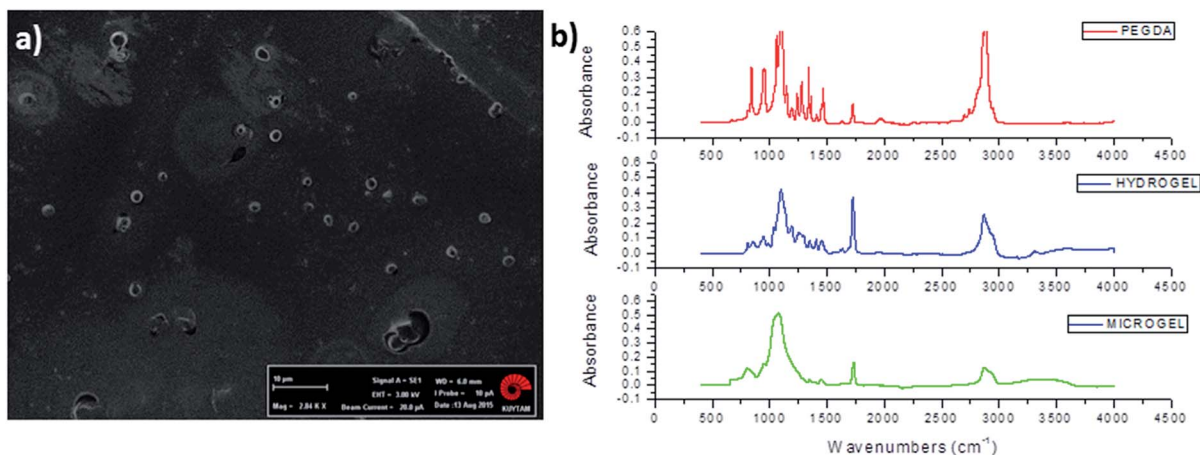 a)
10 µm
Signal A = SE1
WD = 6.0 mm
EHT = 3.00 kV
I Probe = 10 pA
Mag = 2.04 K X
Beam Current = 20.0 µA
Date :13 Aug 2015
KUYTAM
b)
PEGDA
Absorbance
0.6
0.5
0.4
0.3
0.2
0.1
0.0
-0.1
0 500 1000 1500 2000 2500 3000 3500 4000 4500
HYDROGEL
Absorbance
0.6
0.5
0.4
0.3
0.2
0.1
0.0
-0.1
0 500 1000 1500 2000 2500 3000 3500 4000 4500
MICROGEL
Absorbance
0.6
0.5
0.4
0.3
0.2
0.1
0.0
-0.1
0 500 1000 1500 2000 2500 3000 3500 4000 4500
Wavenumbers (cm⁻¹)